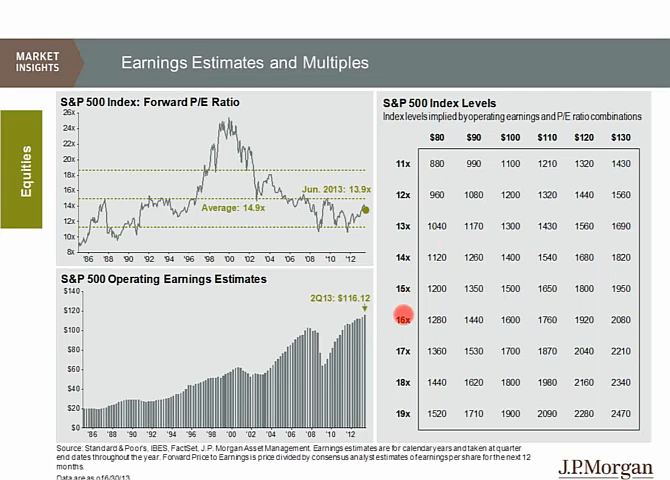 MARKET
INSIGHTS
Earnings Estimates and Multiples
Equities
S&P 500 Index: Forward P/E Ratio
26x
24x
22x
20x
18x
16x
14x
12x
10x
8x
Jun. 2013: 13.9x
Average: 14.9x
'86 '88 '90 '92 '94 '96 '98 '00 '02 '04 '06 '08 '10 '12
S&P 500 Operating Earnings Estimates
$140
$120
$100
$80
$60
$40
$20
$0
2Q13: $116.12
'86 '88 '90 '92 '94 '96 '98 '00 '02 '04 '06 '08 '10 '12
S&P 500 Index Levels
Index levels implied by operating earnings and P/E ratio combinations
$80 $90 $100 $110 $120 $130
11x 880 990 1100 1210 1320 1430
12x 960 1080 1200 1320 1440 1560
13x 1040 1170 1300 1430 1560 1690
14x 1120 1260 1400 1540 1680 1820
15x 1200 1350 1500 1650 1800 1950
16x 1280 1440 1600 1760 1920 2080
17x 1360 1530 1700 1870 2040 2210
18x 1440 1620 1800 1980 2160 2340
19x 1520 1710 1900 2090 2280 2470
Source: Standard & Poor's, IBES, FactSet, J.P. Morgan Asset Management. Earnings estimates are for calendar years and taken at quarter
end dates throughout the year. Forward Price to Earnings is price divided by consensus analyst estimates of earnings per share for the next 12
months.
Data are as of 6/30/13.
J.P.Morgan